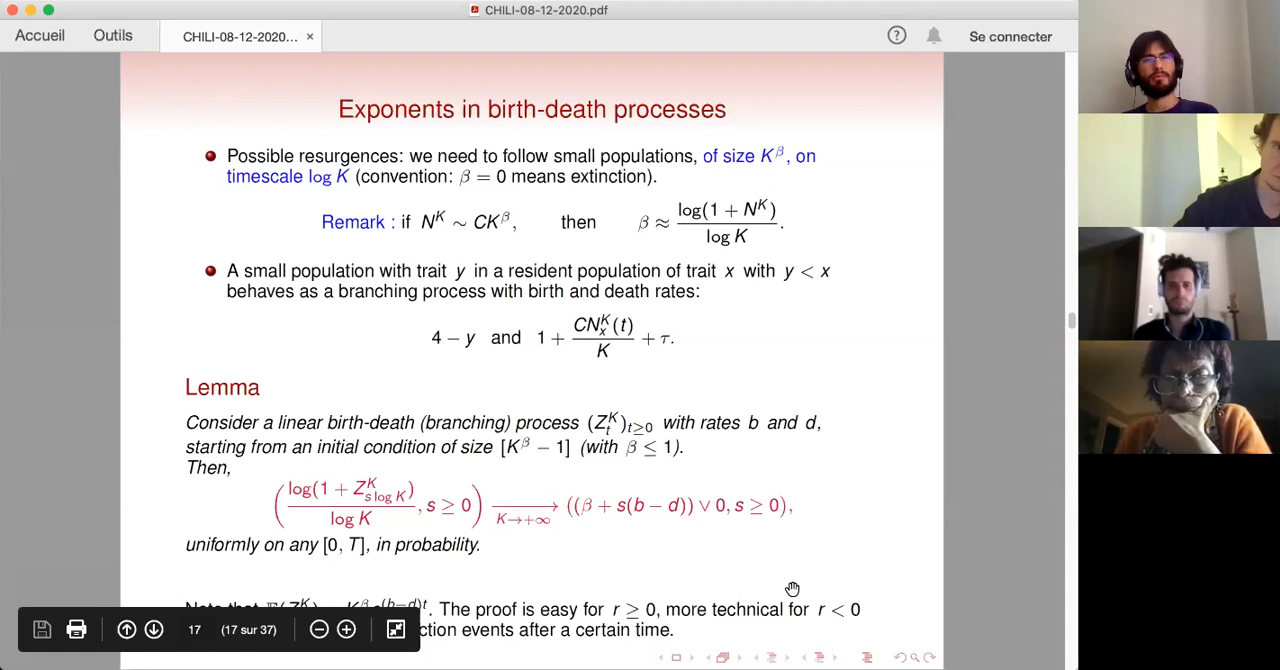 CHILI-08-12-2020.pdf
Accueil Outils CHILI-08-12-2020... × Se connecter
Exponents in birth-death processes
Possible resurgences: we need to follow small populations, of size K^β, on
timescale log K (convention: β = 0 means extinction).
Remark : if N^K ∼ CK^β, then β ≈ log(1 + N^K) / log K.
A small population with trait y in a resident population of trait x with y < x
behaves as a branching process with birth and death rates:
4 − y and 1 + CN_x^K(t) / K + τ.
Lemma
Consider a linear birth-death (branching) process (Z_t^K)_{t≥0} with rates b and d,
starting from an initial condition of size [K^β − 1] (with β ≤ 1).
Then,
(log(1 + Z^K_{s log K}) / log K, s ≥ 0) ⟶_{K→+∞} ((β + s(b − d)) ∨ 0, s ≥ 0),
uniformly on any [0, T], in probability.
The proof is easy for r ≥ 0, more technical for r < 0
17 (17 sur 37) events after a certain time.